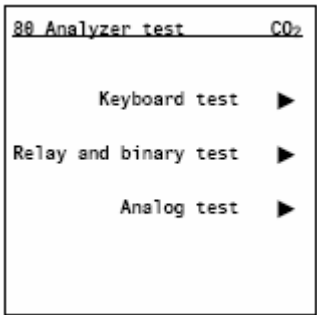 80 Analyzer test CO₂
Keyboard test ▶
Relay and binary test ▶
Analog test ▶